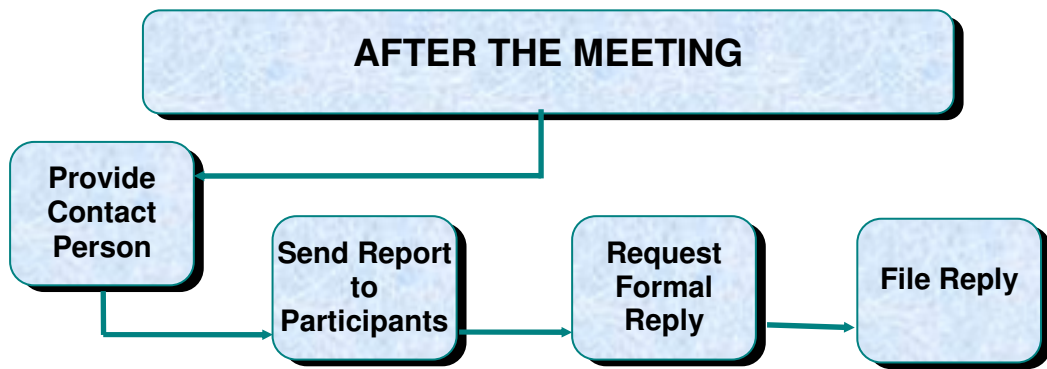 AFTER THE MEETING
Provide
Contact
Person
Send Report
to
Participants
Request
Formal
Reply
File Reply